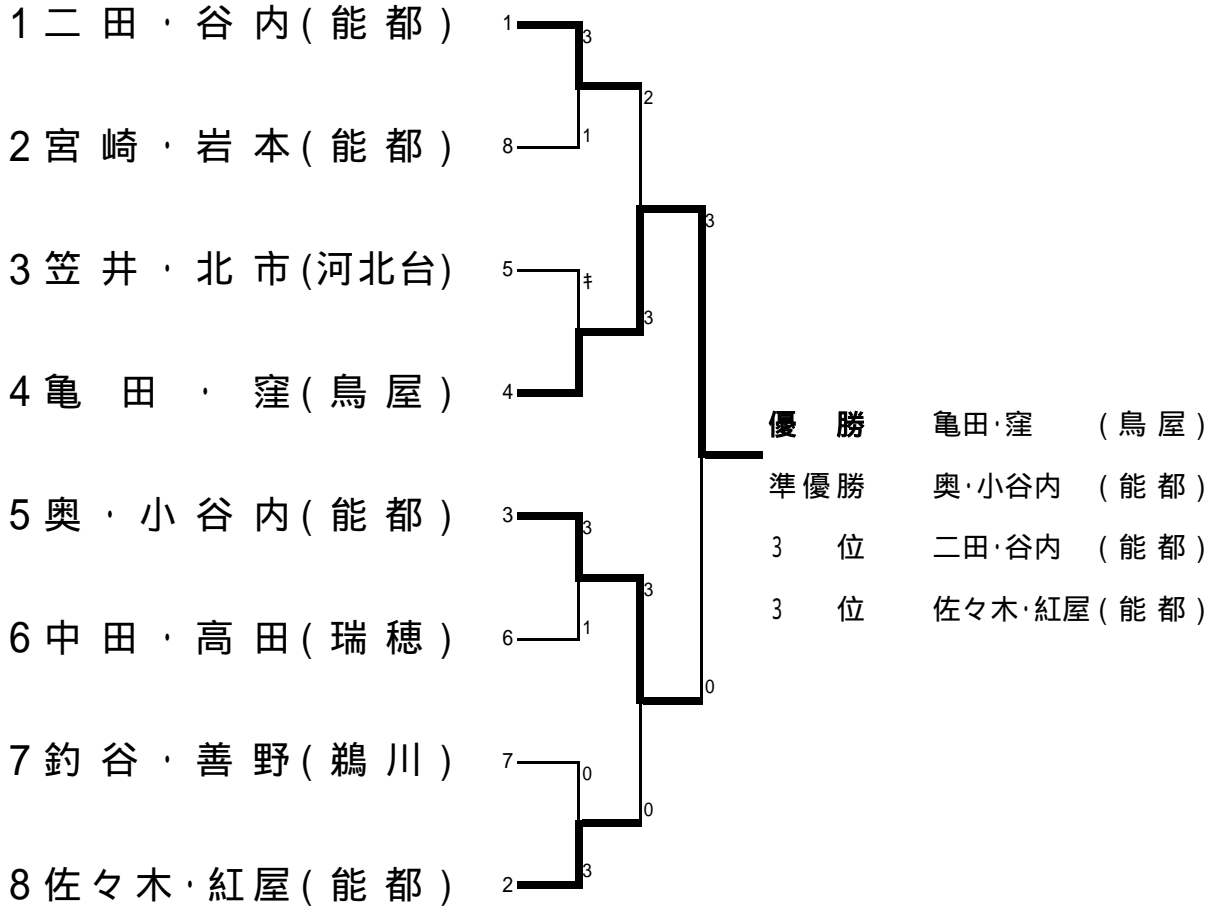 1 二田・谷内(能都) 1
3
2
2 宮崎・岩本(能都) 8
1
3
3 笠井・北市(河北台) 5
キ
3
4 亀田・窪(鳥屋) 4
優勝 亀田・窪 (鳥屋)
準優勝 奥・小谷内 (能都)
5 奥・小谷内(能都) 3
3
3位 二田・谷内 (能都)
3
3位 佐々木・紅屋(能都)
6 中田・高田(瑞穂) 6
1
0
7 釣谷・善野(鵜川) 7
0
0
8 佐々木・紅屋(能都) 2
3